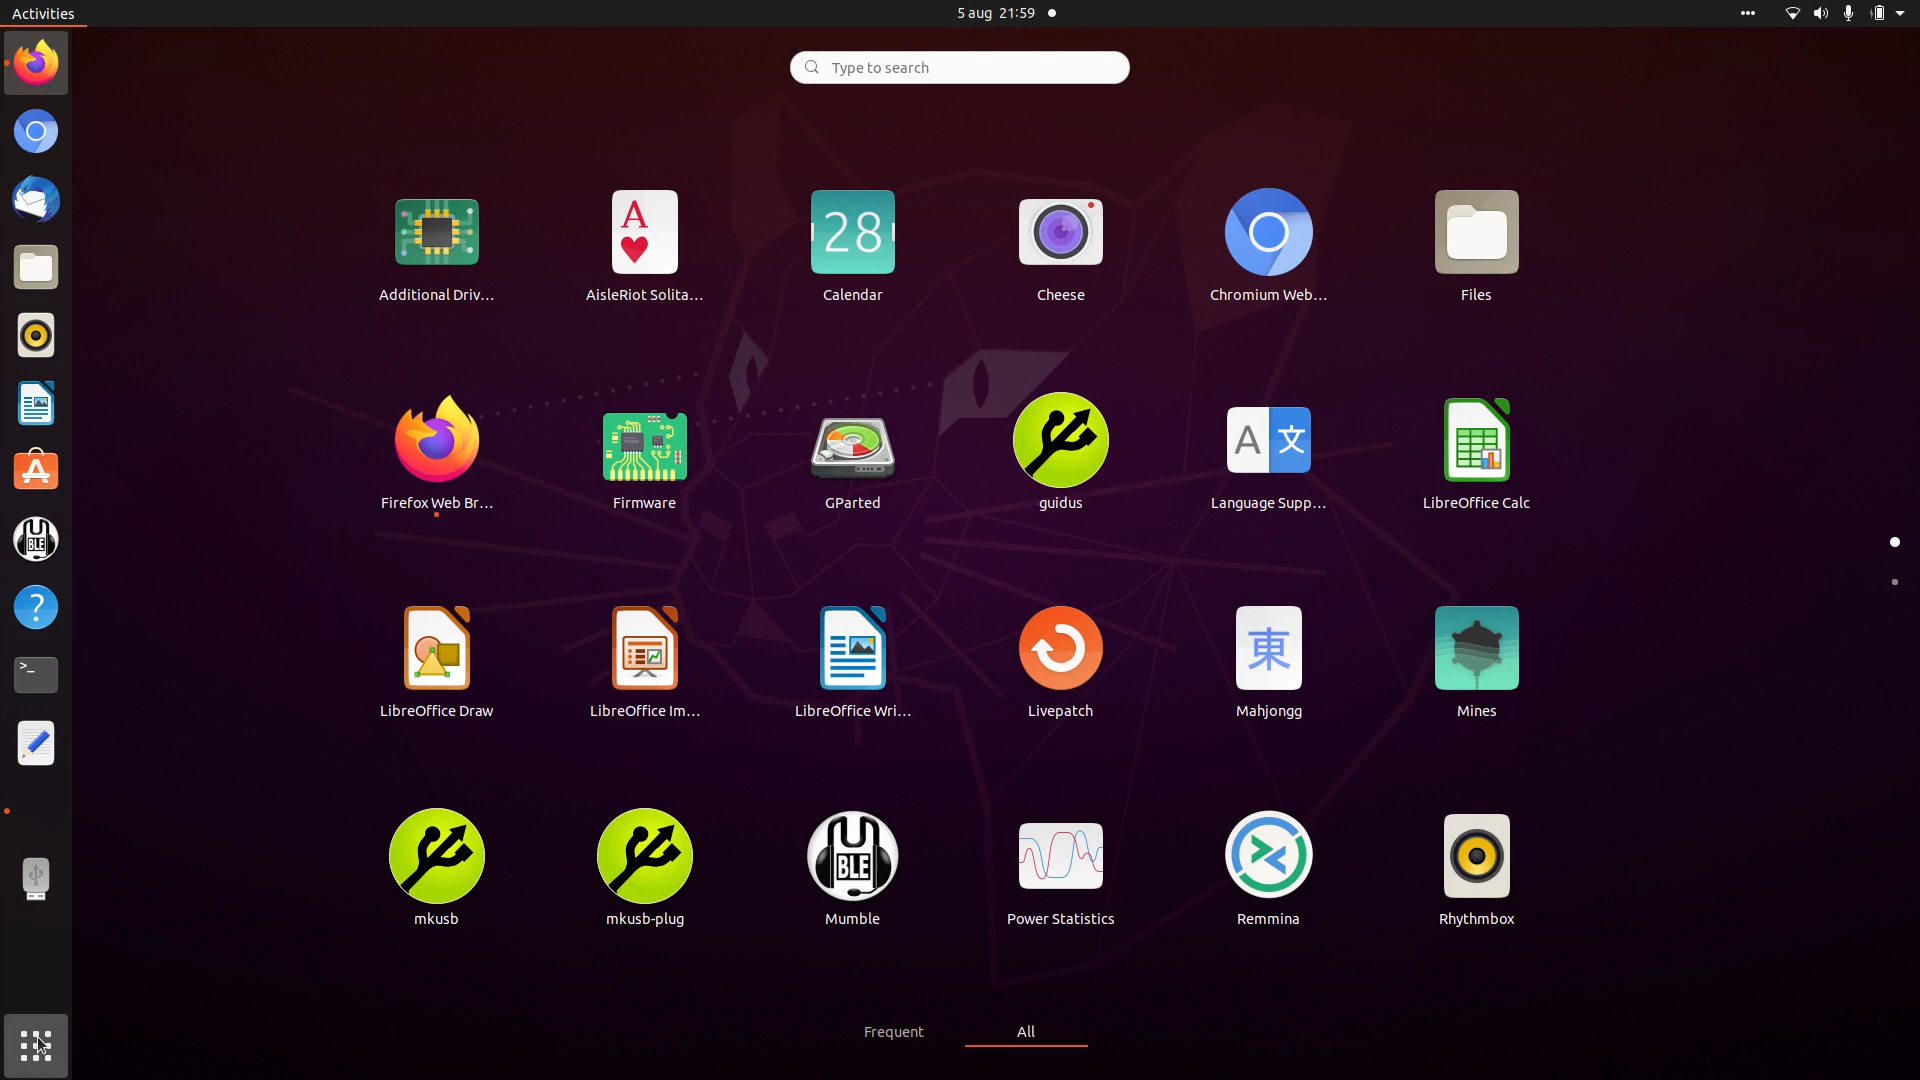 Activities
5 aug 21:59
Type to search
A
28
Additional Driv...
AisleRiot Solita...
Calendar
Cheese
Chromium Web...
Files
A 文
Firefox Web Br...
Firmware
GParted
guidus
Language Supp...
LibreOffice Calc
BLE
?
東
LibreOffice Draw
LibreOffice Im...
LibreOffice Wri...
Livepatch
Mahjongg
Mines
>_
BLE
mkusb
mkusb-plug
Mumble
Power Statistics
Remmina
Rhythmbox
Frequent
All